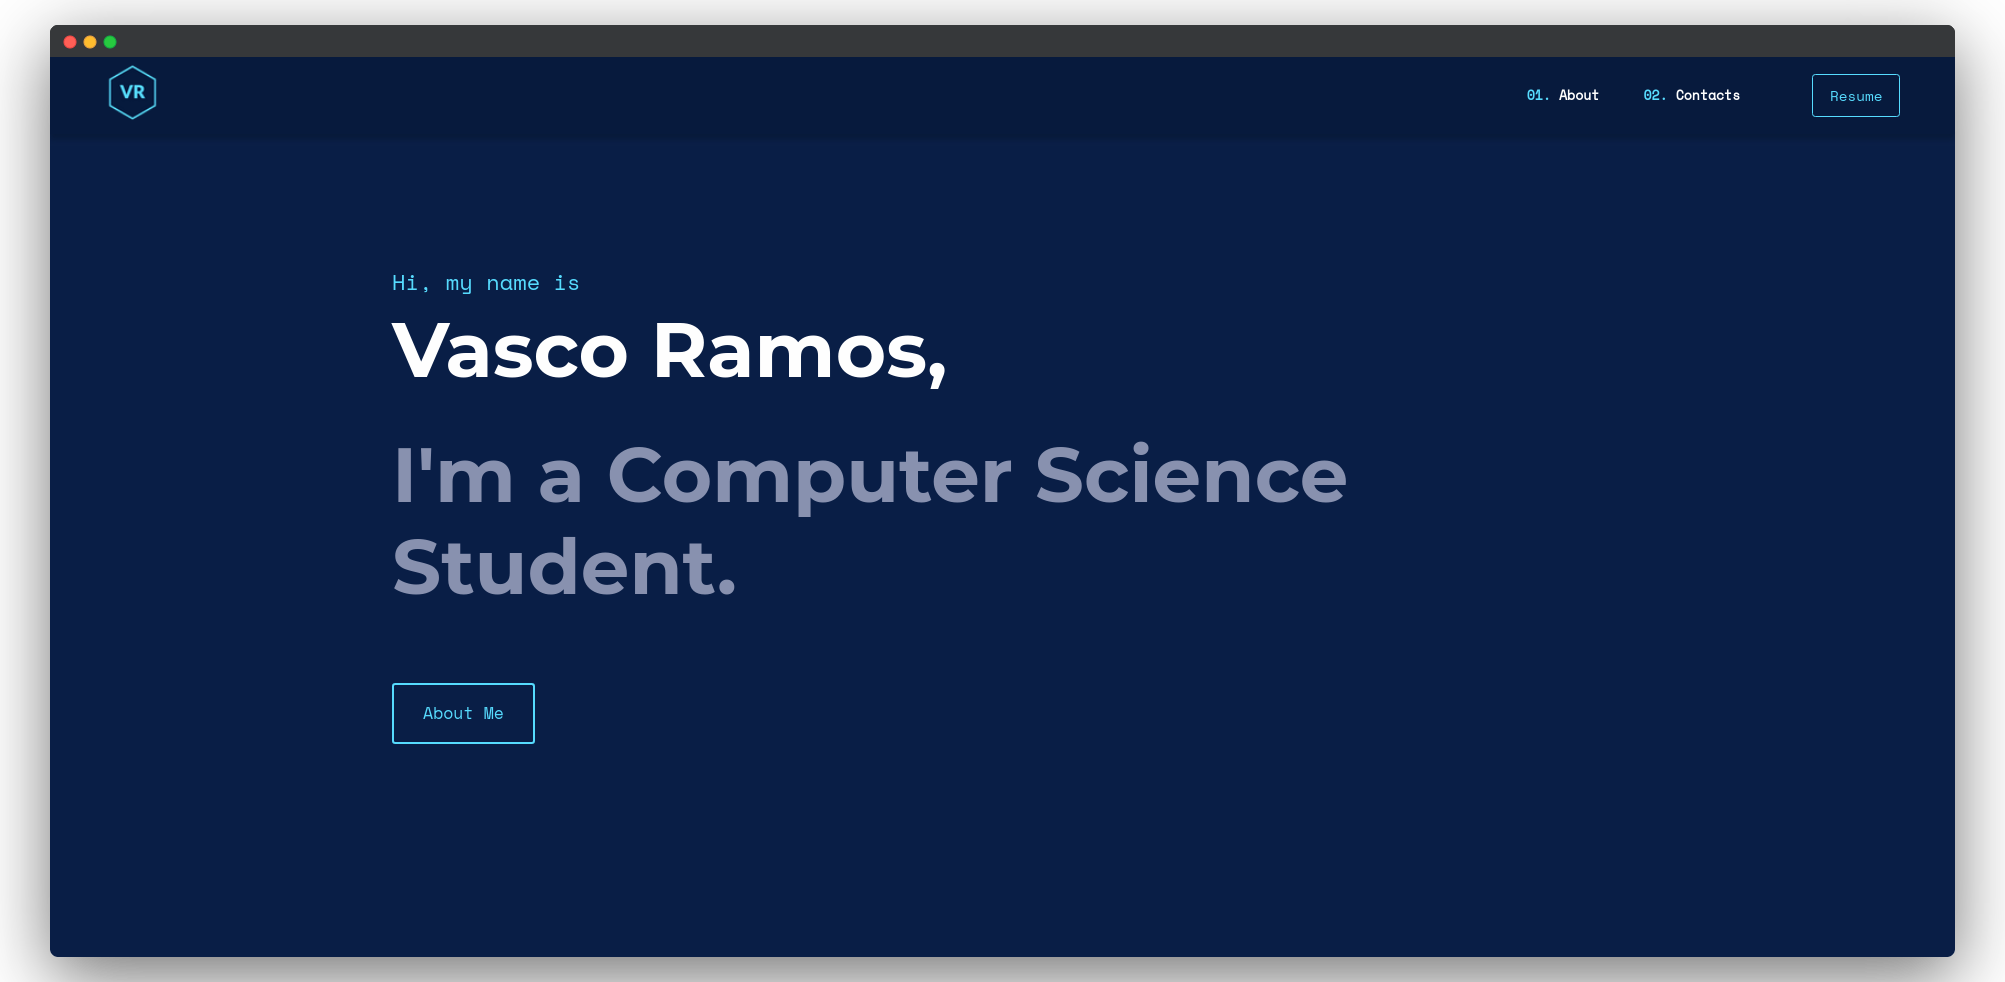 VR
01. About
02. Contacts
Resume
Hi, my name is
Vasco Ramos,
I'm a Computer Science
Student.
About Me